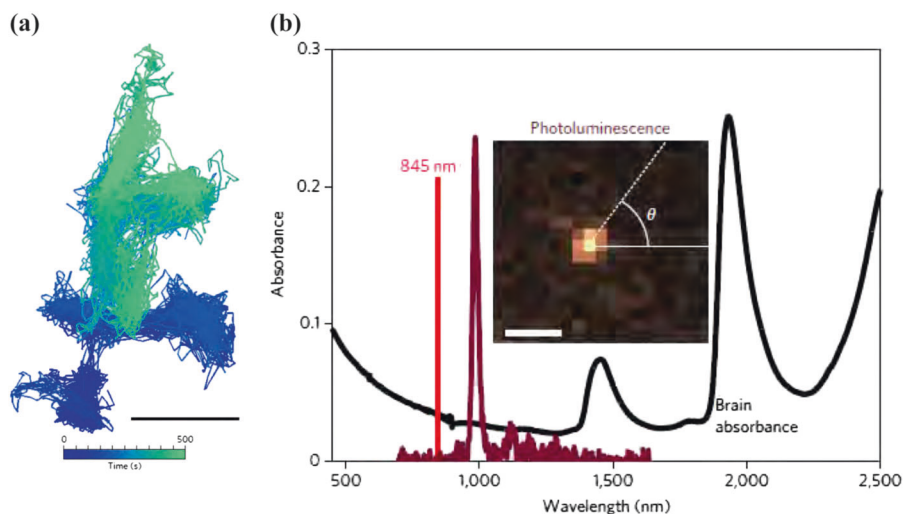 (a)
0
500
Time (s)
(b)
0.3
0.2
0.1
0
Absorbance
845 nm
Photoluminescence
θ
Brain
absorbance
500
1,000
1,500
2,000
2,500
Wavelength (nm)